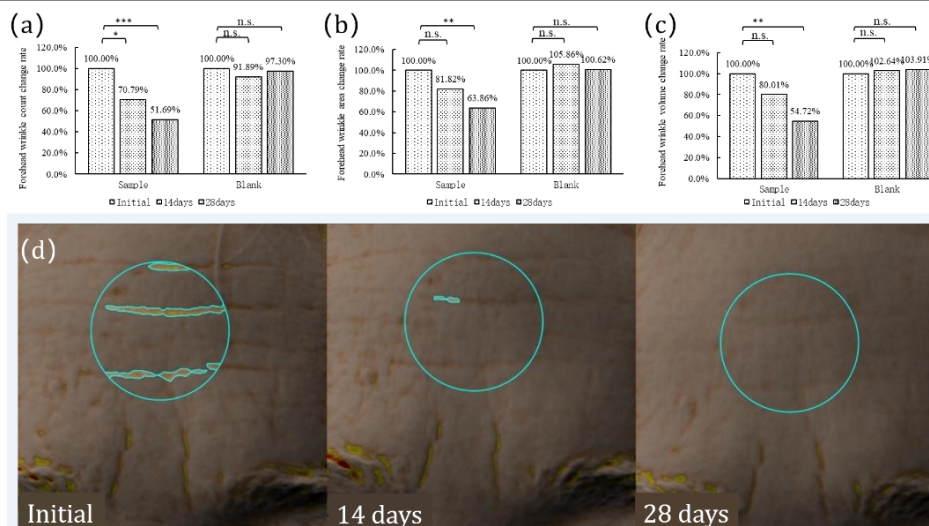 (a)
***
n.s.
*
n.s.
Forehead wrinkle count change rate
120.0%
100.0%
80.0%
60.0%
40.0%
20.0%
0.0%
100.00%
70.79%
51.69%
100.00%
91.89%
97.30%
Sample
Blank
Initial 14days 28days
(b)
**
n.s.
n.s.
n.s.
Forehead wrinkle area change rate
120.0%
100.0%
80.0%
60.0%
40.0%
20.0%
0.0%
100.00%
81.82%
63.86%
100.00%
105.86%
100.62%
Sample
Blank
Initial 14days 28days
(c)
**
n.s.
n.s.
n.s.
Forehead wrinkle volume change rate
120.0%
100.0%
80.0%
60.0%
40.0%
20.0%
0.0%
100.00%
80.01%
54.72%
100.00%
102.64%
103.91%
Sample
Blank
Initial 14days 28days
(d)
Initial
14 days
28 days